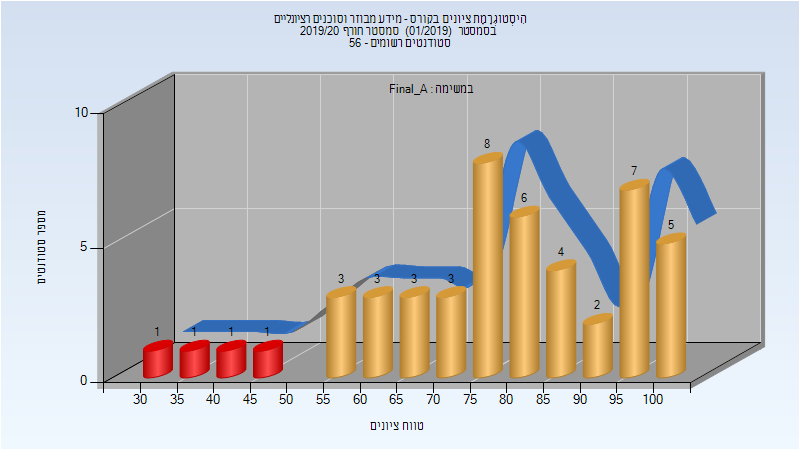 הִיסְטוֹגְרָמַת ציונים בקורס - מידע מבוזר וסוכנים רציונליים
בסמסטר (01/2019) סמסטר חורף 2019/20
סטודנטים רשומים - 56
במשימה : Final_A
מספר סטודנטים
10
5
0
1
1
1
1
3
3
3
3
8
6
4
2
7
5
30 35 40 45 50 55 60 65 70 75 80 85 90 95 100
טווח ציונים